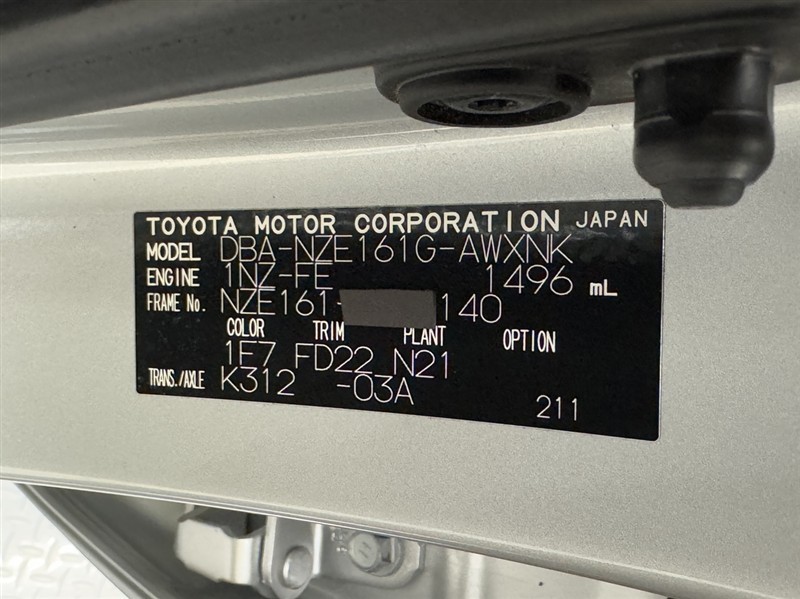 TOYOTA MOTOR CORPORATION JAPAN
MODEL DBA-NZE161G-AWXNK
ENGINE 1NZ-FE 1496 mL
FRAME No. NZE161- 140
COLOR TRIM PLANT OPTION
1F7 FD22 N21
TRANS./AXLE K312 -03A
211